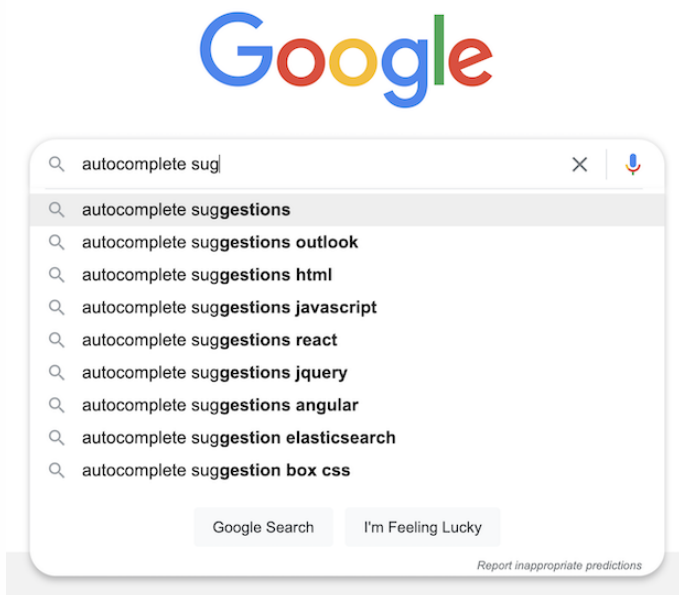 Google
autocomplete sug
autocomplete suggestions
autocomplete suggestions outlook
autocomplete suggestions html
autocomplete suggestions javascript
autocomplete suggestions react
autocomplete suggestions jquery
autocomplete suggestions angular
autocomplete suggestion elasticsearch
autocomplete suggestion box css
Google Search I'm Feeling Lucky
Report inappropriate predictions